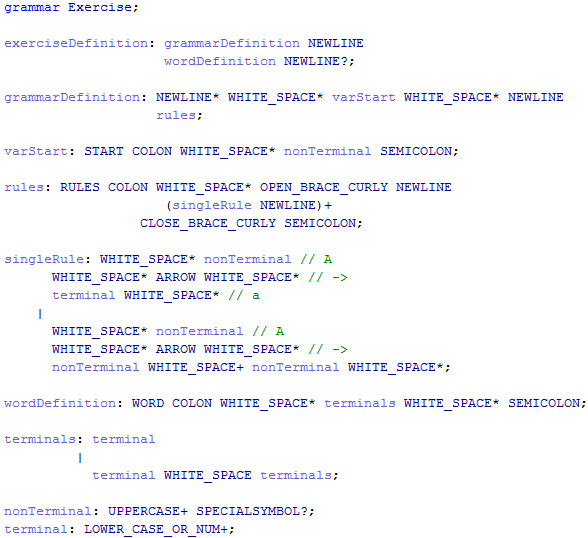 grammar Exercise;
exerciseDefinition: grammarDefinition NEWLINE
wordDefinition NEWLINE?;
grammarDefinition: NEWLINE* WHITE_SPACE* varStart WHITE_SPACE* NEWLINE
rules;
varStart: START COLON WHITE_SPACE* nonTerminal SEMICOLON;
rules: RULES COLON WHITE_SPACE* OPEN_BRACE_CURLY NEWLINE
(singleRule NEWLINE)+
CLOSE_BRACE_CURLY SEMICOLON;
singleRule: WHITE_SPACE* nonTerminal // A
WHITE_SPACE* ARROW WHITE_SPACE* // ->
terminal WHITE_SPACE* // a
|
WHITE_SPACE* nonTerminal // A
WHITE_SPACE* ARROW WHITE_SPACE* // ->
nonTerminal WHITE_SPACE+ nonTerminal WHITE_SPACE*;
wordDefinition: WORD COLON WHITE_SPACE* terminals WHITE_SPACE* SEMICOLON;
terminals: terminal
|
terminal WHITE_SPACE terminals;
nonTerminal: UPPERCASE+ SPECIALSYMBOL?;
terminal: LOWER_CASE_OR_NUM+;